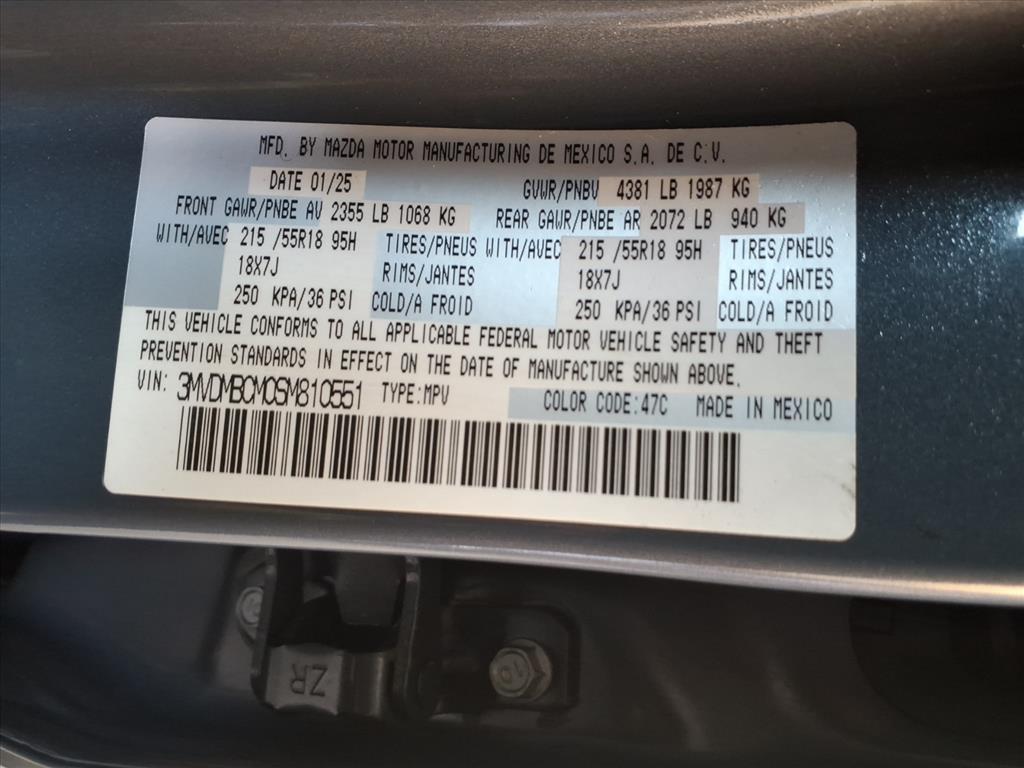 MFD. BY MAZDA MOTOR MANUFACTURING DE MEXICO S.A. DE C.V.
DATE 01/25 GVWR/PNBV 4381 LB 1987 KG
FRONT GAWR/PNBE AV 2355 LB 1068 KG REAR GAWR/PNBE AR 2072 LB 940 KG
WITH/AVEC 215 /55R18 95H TIRES/PNEUS WITH/AVEC 215 /55R18 95H TIRES/PNEUS
18X7J RIMS/JANTES 18X7J RIMS/JANTES
250 KPA/36 PSI COLD/A FROID 250 KPA/36 PSI COLD/A FROID
THIS VEHICLE CONFORMS TO ALL APPLICABLE FEDERAL MOTOR VEHICLE SAFETY AND THEFT
PREVENTION STANDARDS IN EFFECT ON THE DATE OF MANUFACTURE SHOWN ABOVE.
VIN: 3MVDMBCM0SM810551 TYPE:MPV COLOR CODE:47C MADE IN MEXICO
ZR
10